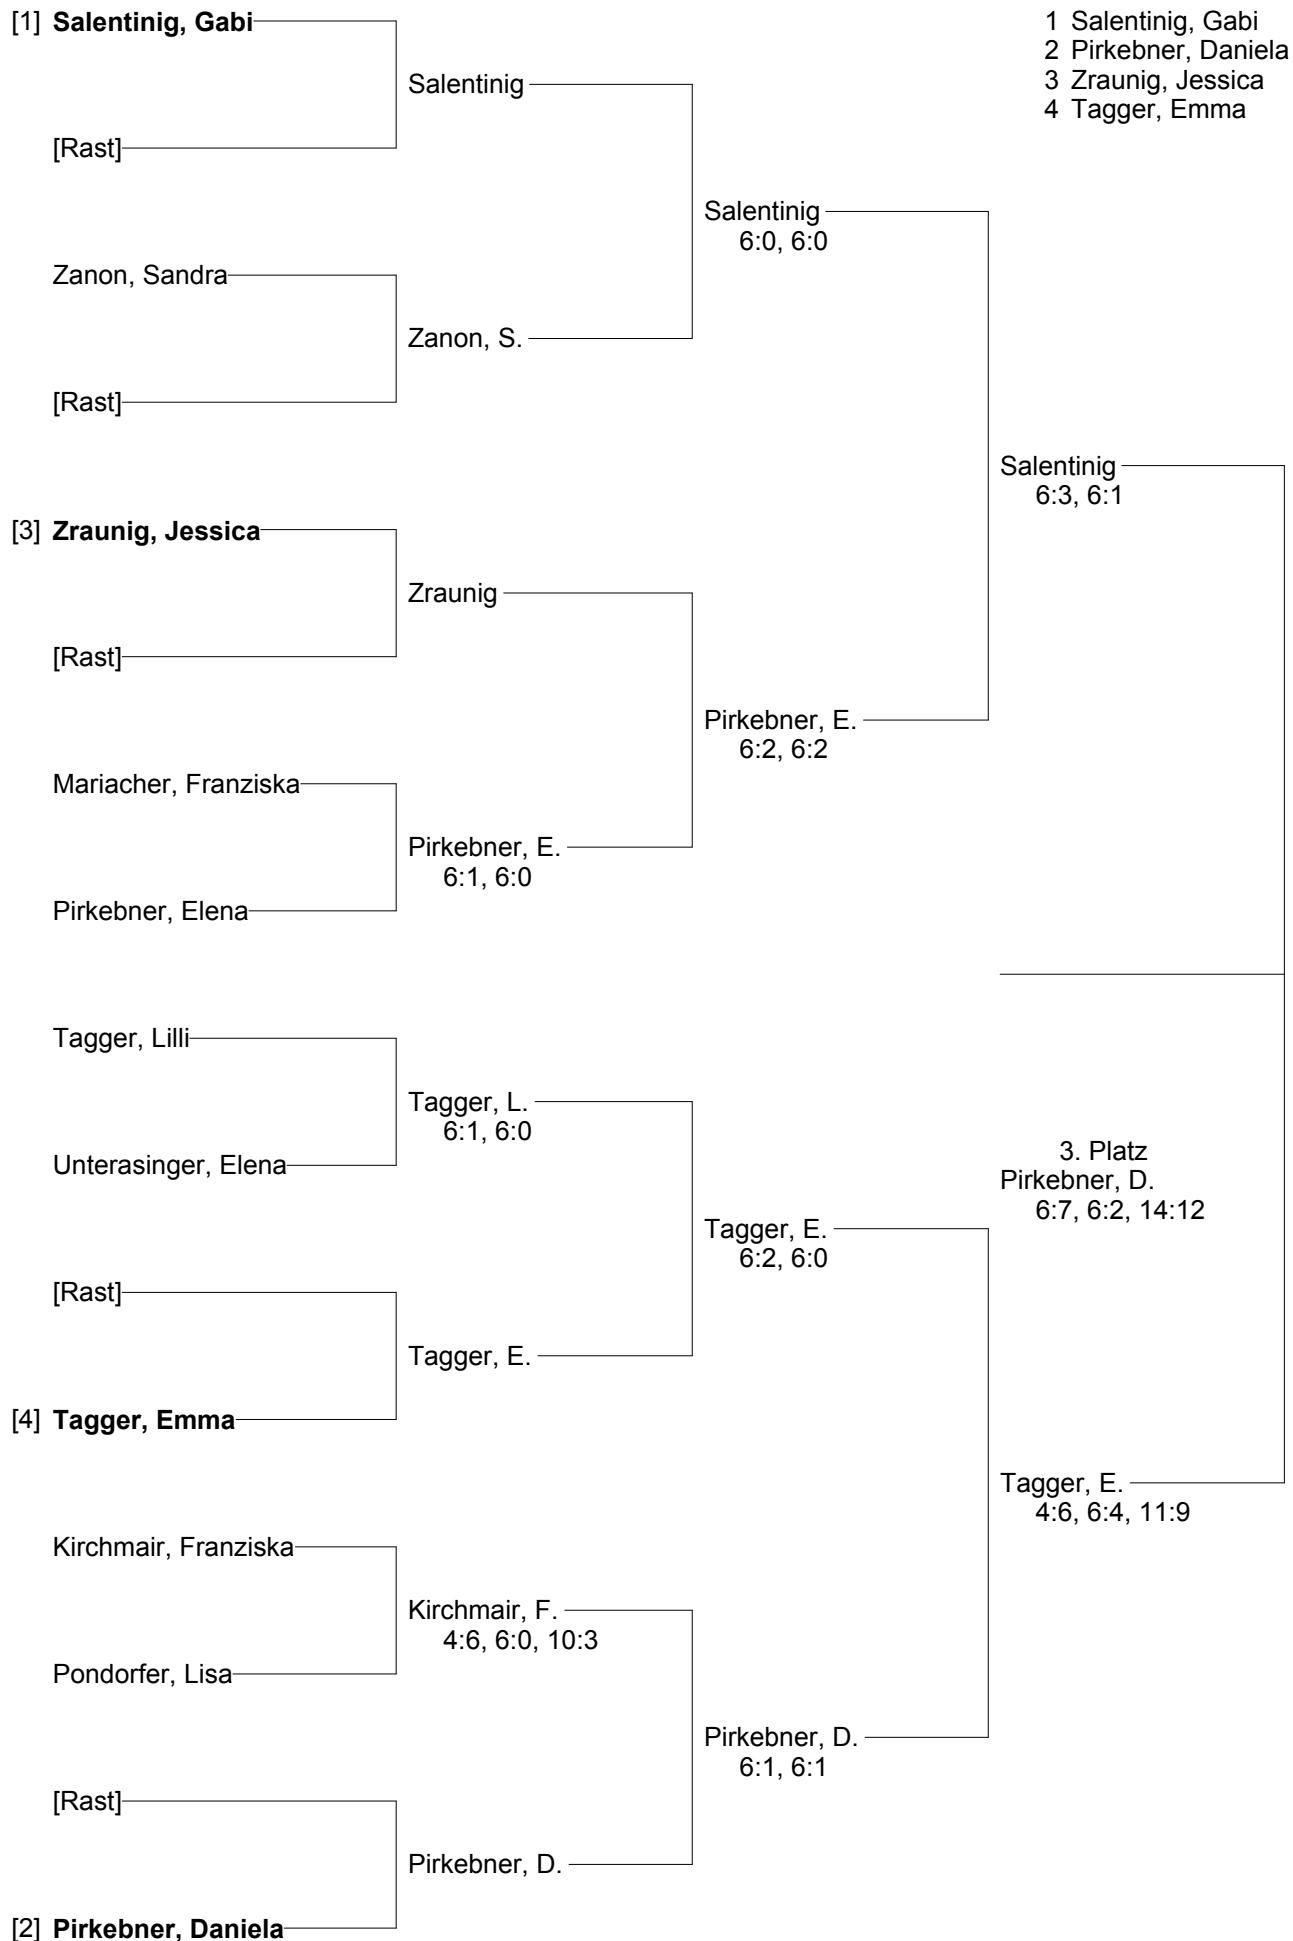 [1] Salentinig, Gabi
1 Salentinig, Gabi
2 Pirkebner, Daniela
3 Zraunig, Jessica
4 Tagger, Emma
Salentinig
[Rast]
Salentinig
6:0, 6:0
Zanon, Sandra
Zanon, S.
[Rast]
Salentinig
6:3, 6:1
[3] Zraunig, Jessica
Zraunig
[Rast]
Pirkebner, E.
6:2, 6:2
Mariacher, Franziska
Pirkebner, E.
6:1, 6:0
Pirkebner, Elena
Tagger, Lilli
Tagger, L.
6:1, 6:0
Unterasinger, Elena
3. Platz
Pirkebner, D.
6:7, 6:2, 14:12
Tagger, E.
6:2, 6:0
[Rast]
Tagger, E.
[4] Tagger, Emma
Tagger, E.
4:6, 6:4, 11:9
Kirchmair, Franziska
Kirchmair, F.
4:6, 6:0, 10:3
Pondorfer, Lisa
Pirkebner, D.
6:1, 6:1
[Rast]
Pirkebner, D.
[2] Pirkebner, Daniela